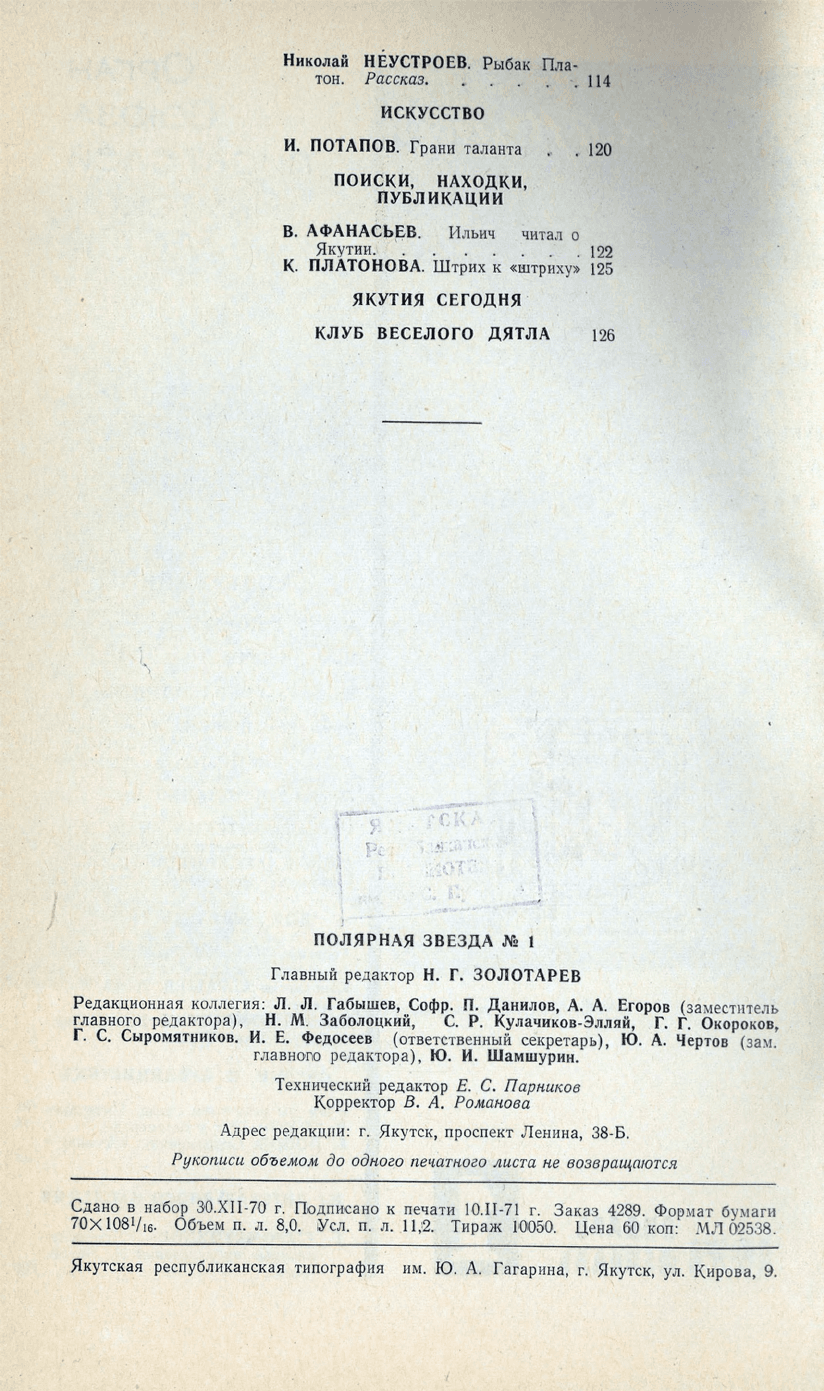 Николай НЕУСТРОЕВ. Рыбак Пла-
тон. Рассказ. . . . . . 114
ИСКУССТВО
И. ПОТАПОВ. Грани таланта . . 120
ПОИСКИ, НАХОДКИ,
ПУБЛИКАЦИИ
В. АФАНАСЬЕВ. Ильич читал о
Якутии. . . . . . . . 122
К. ПЛАТОНОВА. Штрих к «штриху» 125
ЯКУТИЯ СЕГОДНЯ
КЛУБ ВЕСЕЛОГО ДЯТЛА 126
ПОЛЯРНАЯ ЗВЕЗДА № 1
Главный редактор Н. Г. ЗОЛОТАРЕВ
Редакционная коллегия: Л. Л. Габышев, Софр. П. Данилов, А. А. Егоров (заместитель
главного редактора), Н. М. Заболоцкий, С. Р. Кулачиков-Элляй, Г. Г. Окороков,
Г. С. Сыромятников. И. Е. Федосеев (ответственный секретарь), Ю. А. Чертов (зам.
главного редактора), Ю. И. Шамшурин.
Технический редактор Е. С. Парников
Корректор В. А. Романова
Адрес редакции: г. Якутск, проспект Ленина, 38-Б.
Рукописи объемом до одного печатного листа не возвращаются
Сдано в набор 30.XII-70 г. Подписано к печати 10.II-71 г. Заказ 4289. Формат бумаги
70×108¹/₁₆. Объем п. л. 8,0. Усл. п. л. 11,2. Тираж 10050. Цена 60 коп: МЛ 02538.
Якутская республиканская типография им. Ю. А. Гагарина, г. Якутск, ул. Кирова, 9.